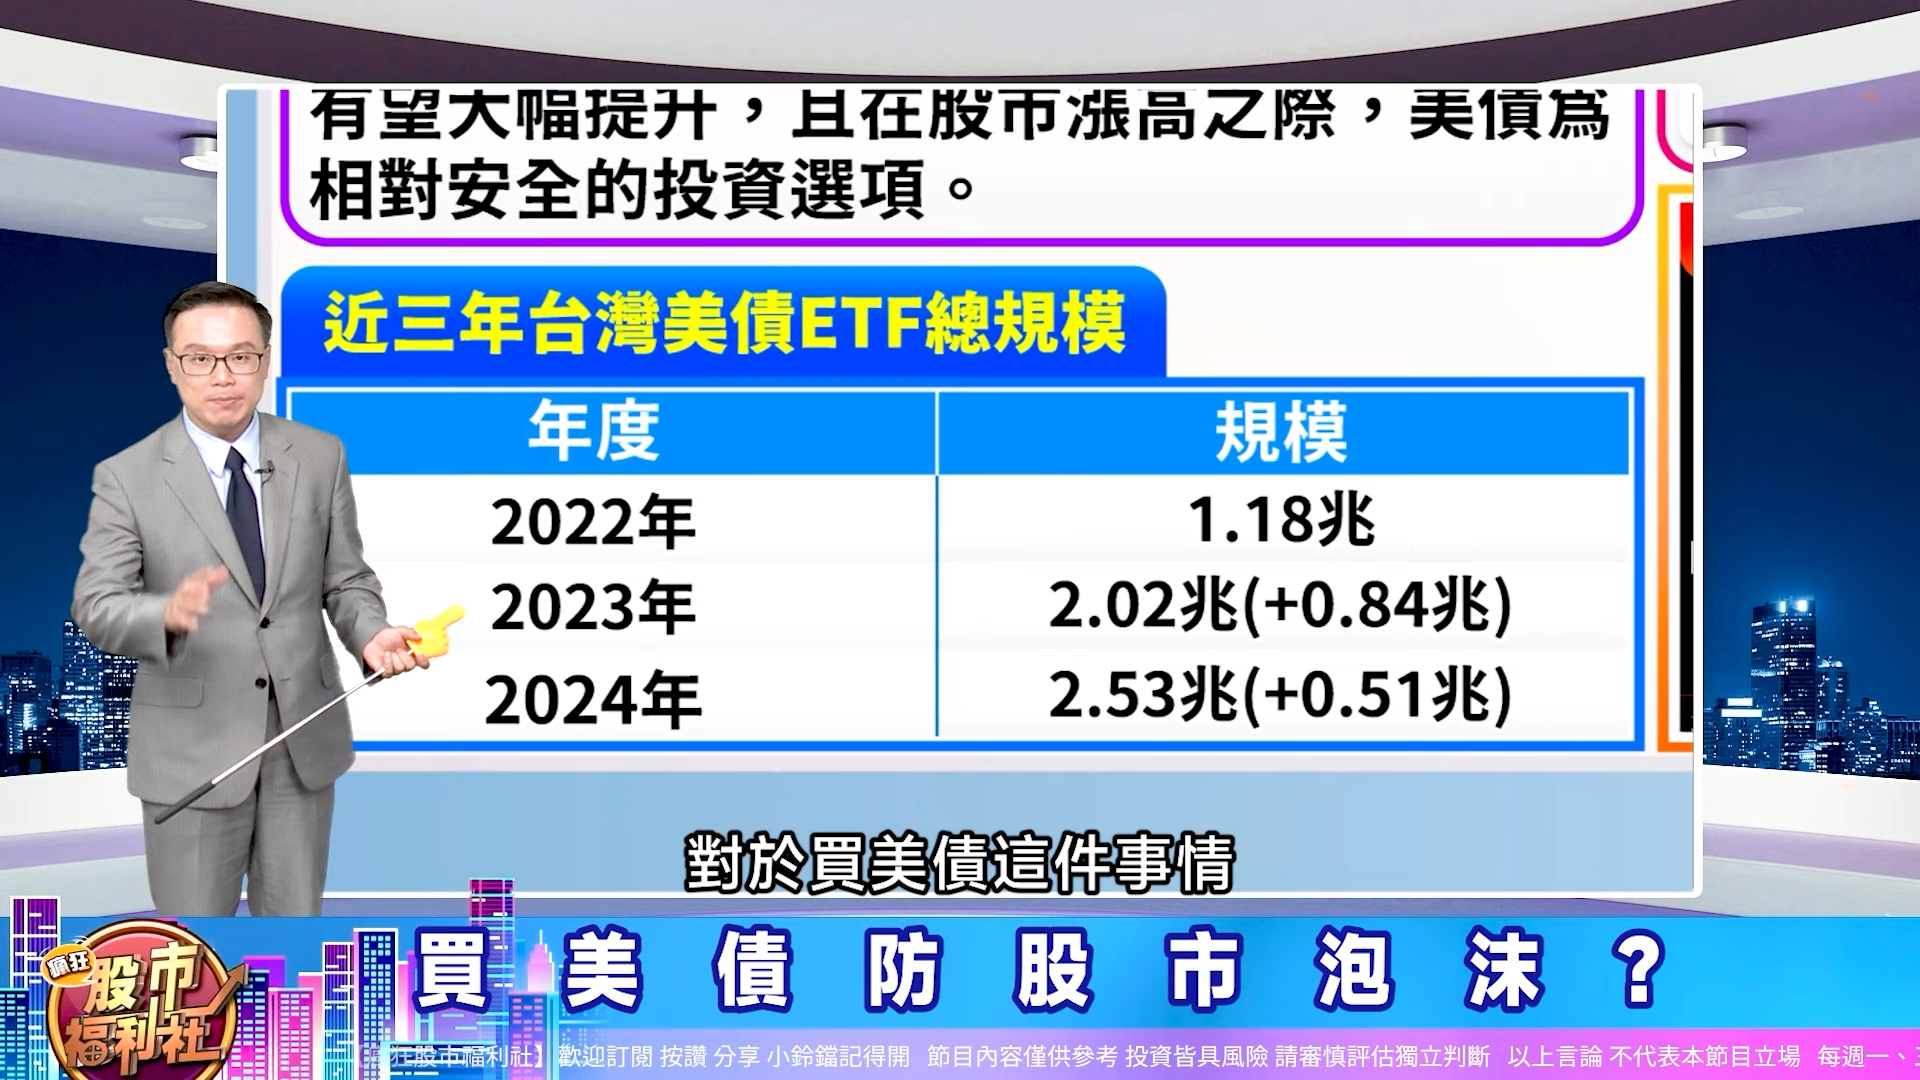 有望大幅提升，且在股市漲高之際，美債為
相對安全的投資選項。
近三年台灣美債ETF總規模
年度 規模
2022年 1.18兆
2023年 2.02兆(+0.84兆)
2024年 2.53兆(+0.51兆)
對於買美債這件事情
買美債防股市泡沫?
瘋狂
股市
福利社
狂股市福利社】 歡迎訂閱 按讚 分享 小鈴鐺記得開 節目內容僅供參考 投資皆具風險 請審慎評估獨立判斷 以上言論 不代表本節目立場 每週一、